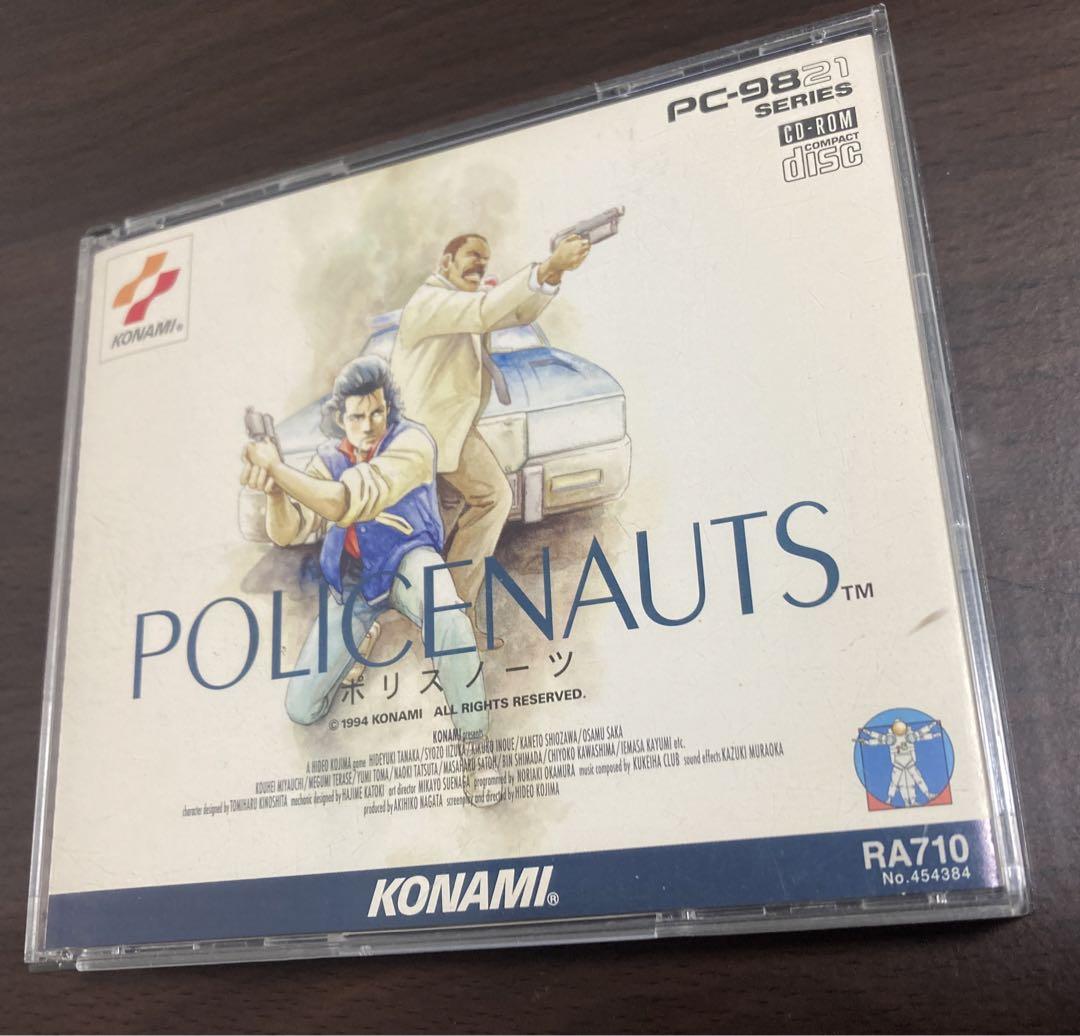 PC-9821
SERIES
CD-ROM
COMPACT
disc
KONAMI®
POLICENAUTS™
ポリスノーツ
© 1994 KONAMI ALL RIGHTS RESERVED.
KONAMI presents
A HIDEO KOJIMA game HIDEYUKI TANAKA/SYOZO IIZUKA/KIKUKO INOUE/KANETO SHIOZAWA/OSAMU SAKA
KOUHEI MIYAUCHI/MEGUMI TERASE/YUMI TOMA/NAOKI TATSUTA/MASAHARU SATOH/BIN SHIMADA/CHIYOKO KAWASHIMA/IEMASA KAYUMI etc.
character designed by TOMIHARU KINOSHITA mechanic designed by HAJIME KATOKI art director MIKAYO SUENAGA programmed by NORIAKI OKAMURA music composed by KUKEIHA CLUB sound effects KAZUKI MURAOKA
produced by AKIHIKO NAGATA screenplay and directed by HIDEO KOJIMA
KONAMI®
RA710
No.454384